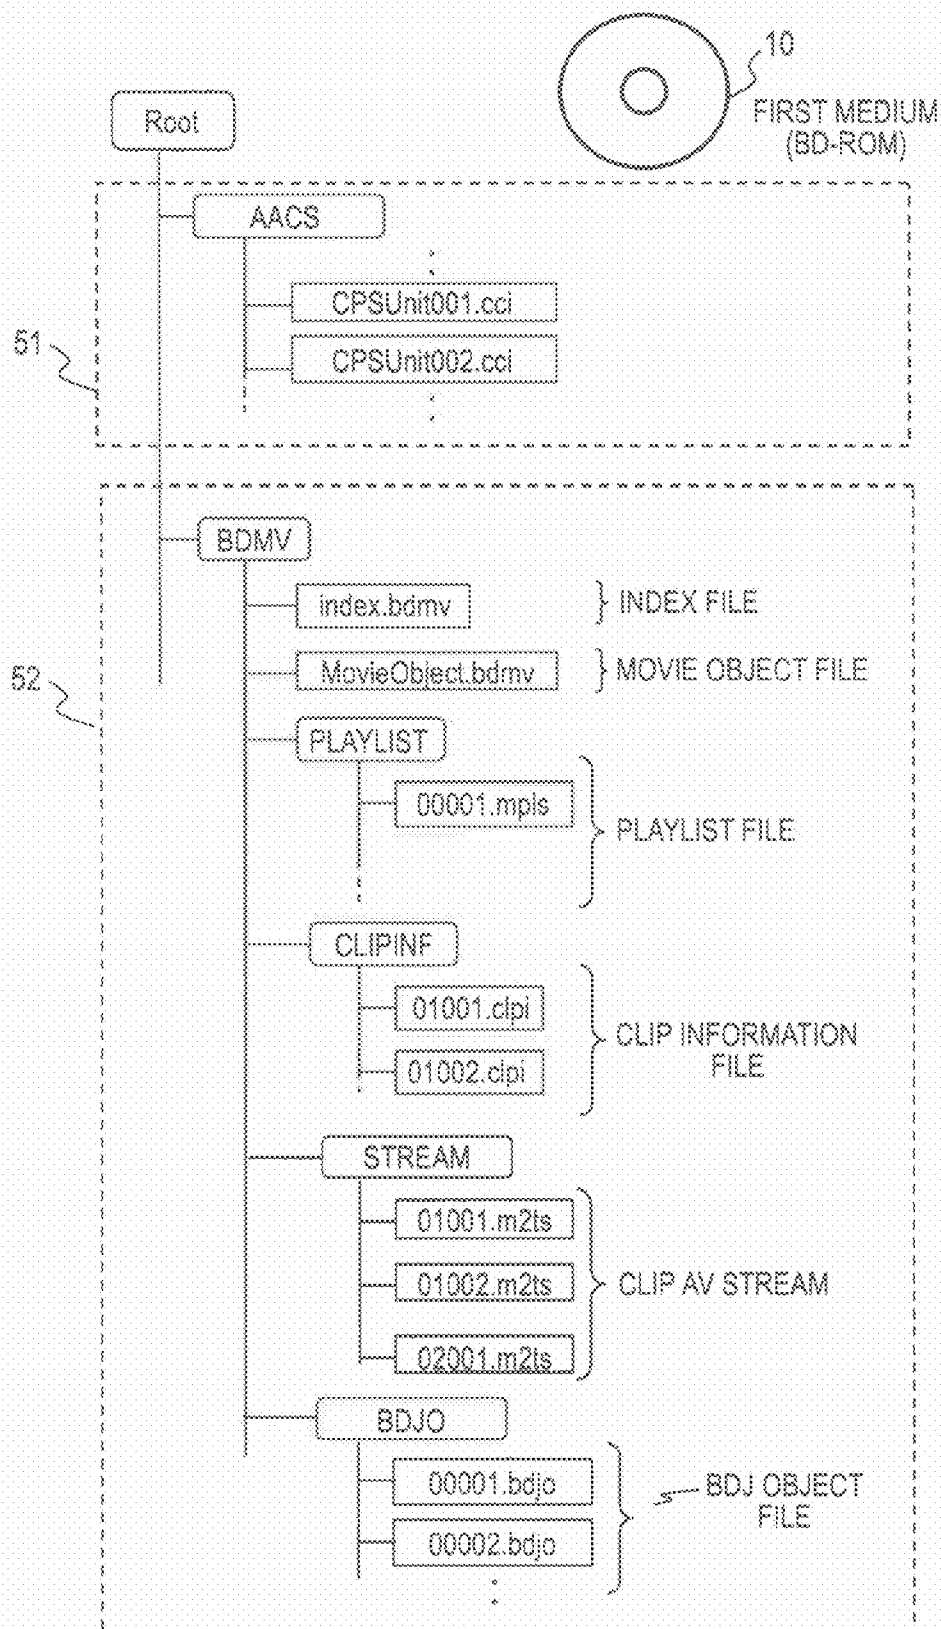 10
FIRST MEDIUM
(BD-ROM)
Root
AACS
CPSUnit001.cci
CPSUnit002.cci
51
BDMV
index.bdmv
INDEX FILE
MovieObject.bdmv
MOVIE OBJECT FILE
52
PLAYLIST
00001.mpls
PLAYLIST FILE
CLIPINF
01001.clpi
01002.clpi
CLIP INFORMATION
FILE
STREAM
01001.m2ts
01002.m2ts
02001.m2ts
CLIP AV STREAM
BDJO
00001.bdjo
00002.bdjo
BDJ OBJECT
FILE